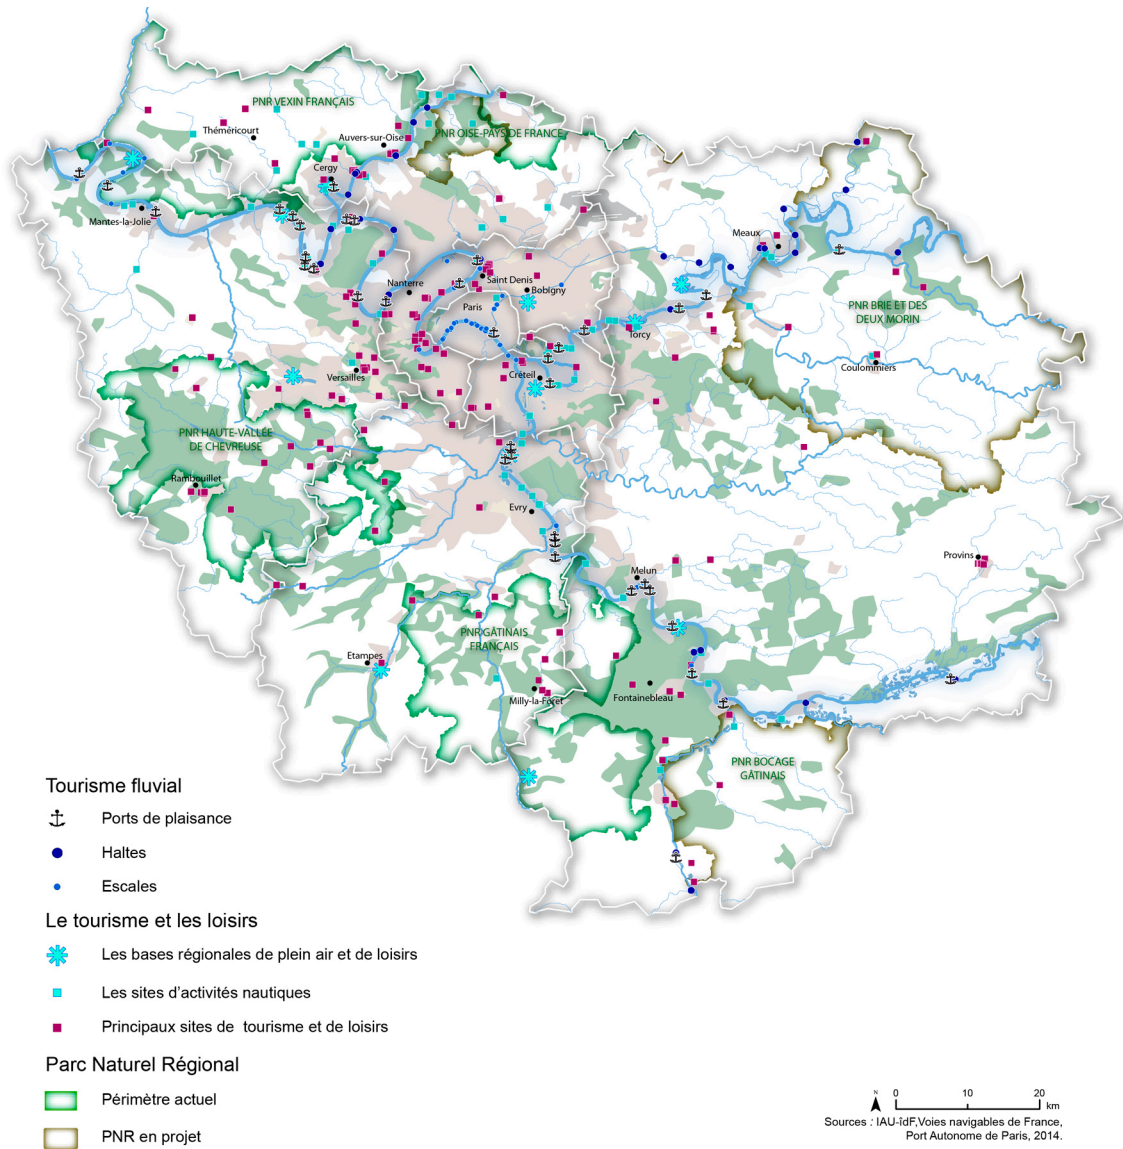 PNR VEXIN FRANÇAIS
Théméricourt
Auvers-sur-Oise
PNR OISE-PAYS DE FRANCE
Cergy
Mantes-la-Jolie
Meaux
Nanterre
Saint Denis
Bobigny
Paris
PNR BRIE ET DES
DEUX MORIN
Torcy
Coulommiers
Versailles
Créteil
PNR HAUTE-VALLÉE
DE CHEVREUSE
Rambouillet
Evry
Provins
Melun
PNR GÂTINAIS
FRANÇAIS
Etampes
Milly-la-Forêt
Fontainebleau
PNR BOCAGE
GÂTINAIS
Tourisme fluvial
Ports de plaisance
Haltes
Escales
Le tourisme et les loisirs
Les bases régionales de plein air et de loisirs
Les sites d'activités nautiques
Principaux sites de tourisme et de loisirs
Parc Naturel Régional
Périmètre actuel
PNR en projet
N
0 10 20
km
Sources : IAU-îdF,Voies navigables de France,
Port Autonome de Paris, 2014.